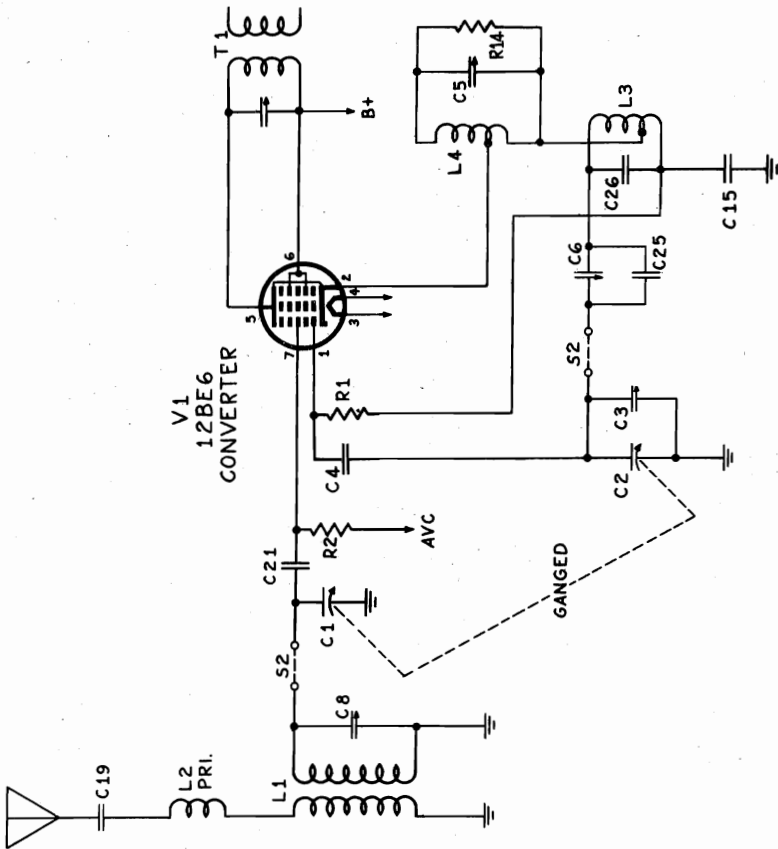 T1
B+
R14
C5
L4
L3
C26
C15
C6
C25
S2
C3
C2
V1
12BE6
CONVERTER
5
6
7
1
2
4
3
R1
C4
C21
R2
AVC
C1
GANGED
S2
C8
L1
L2
PRI.
C19